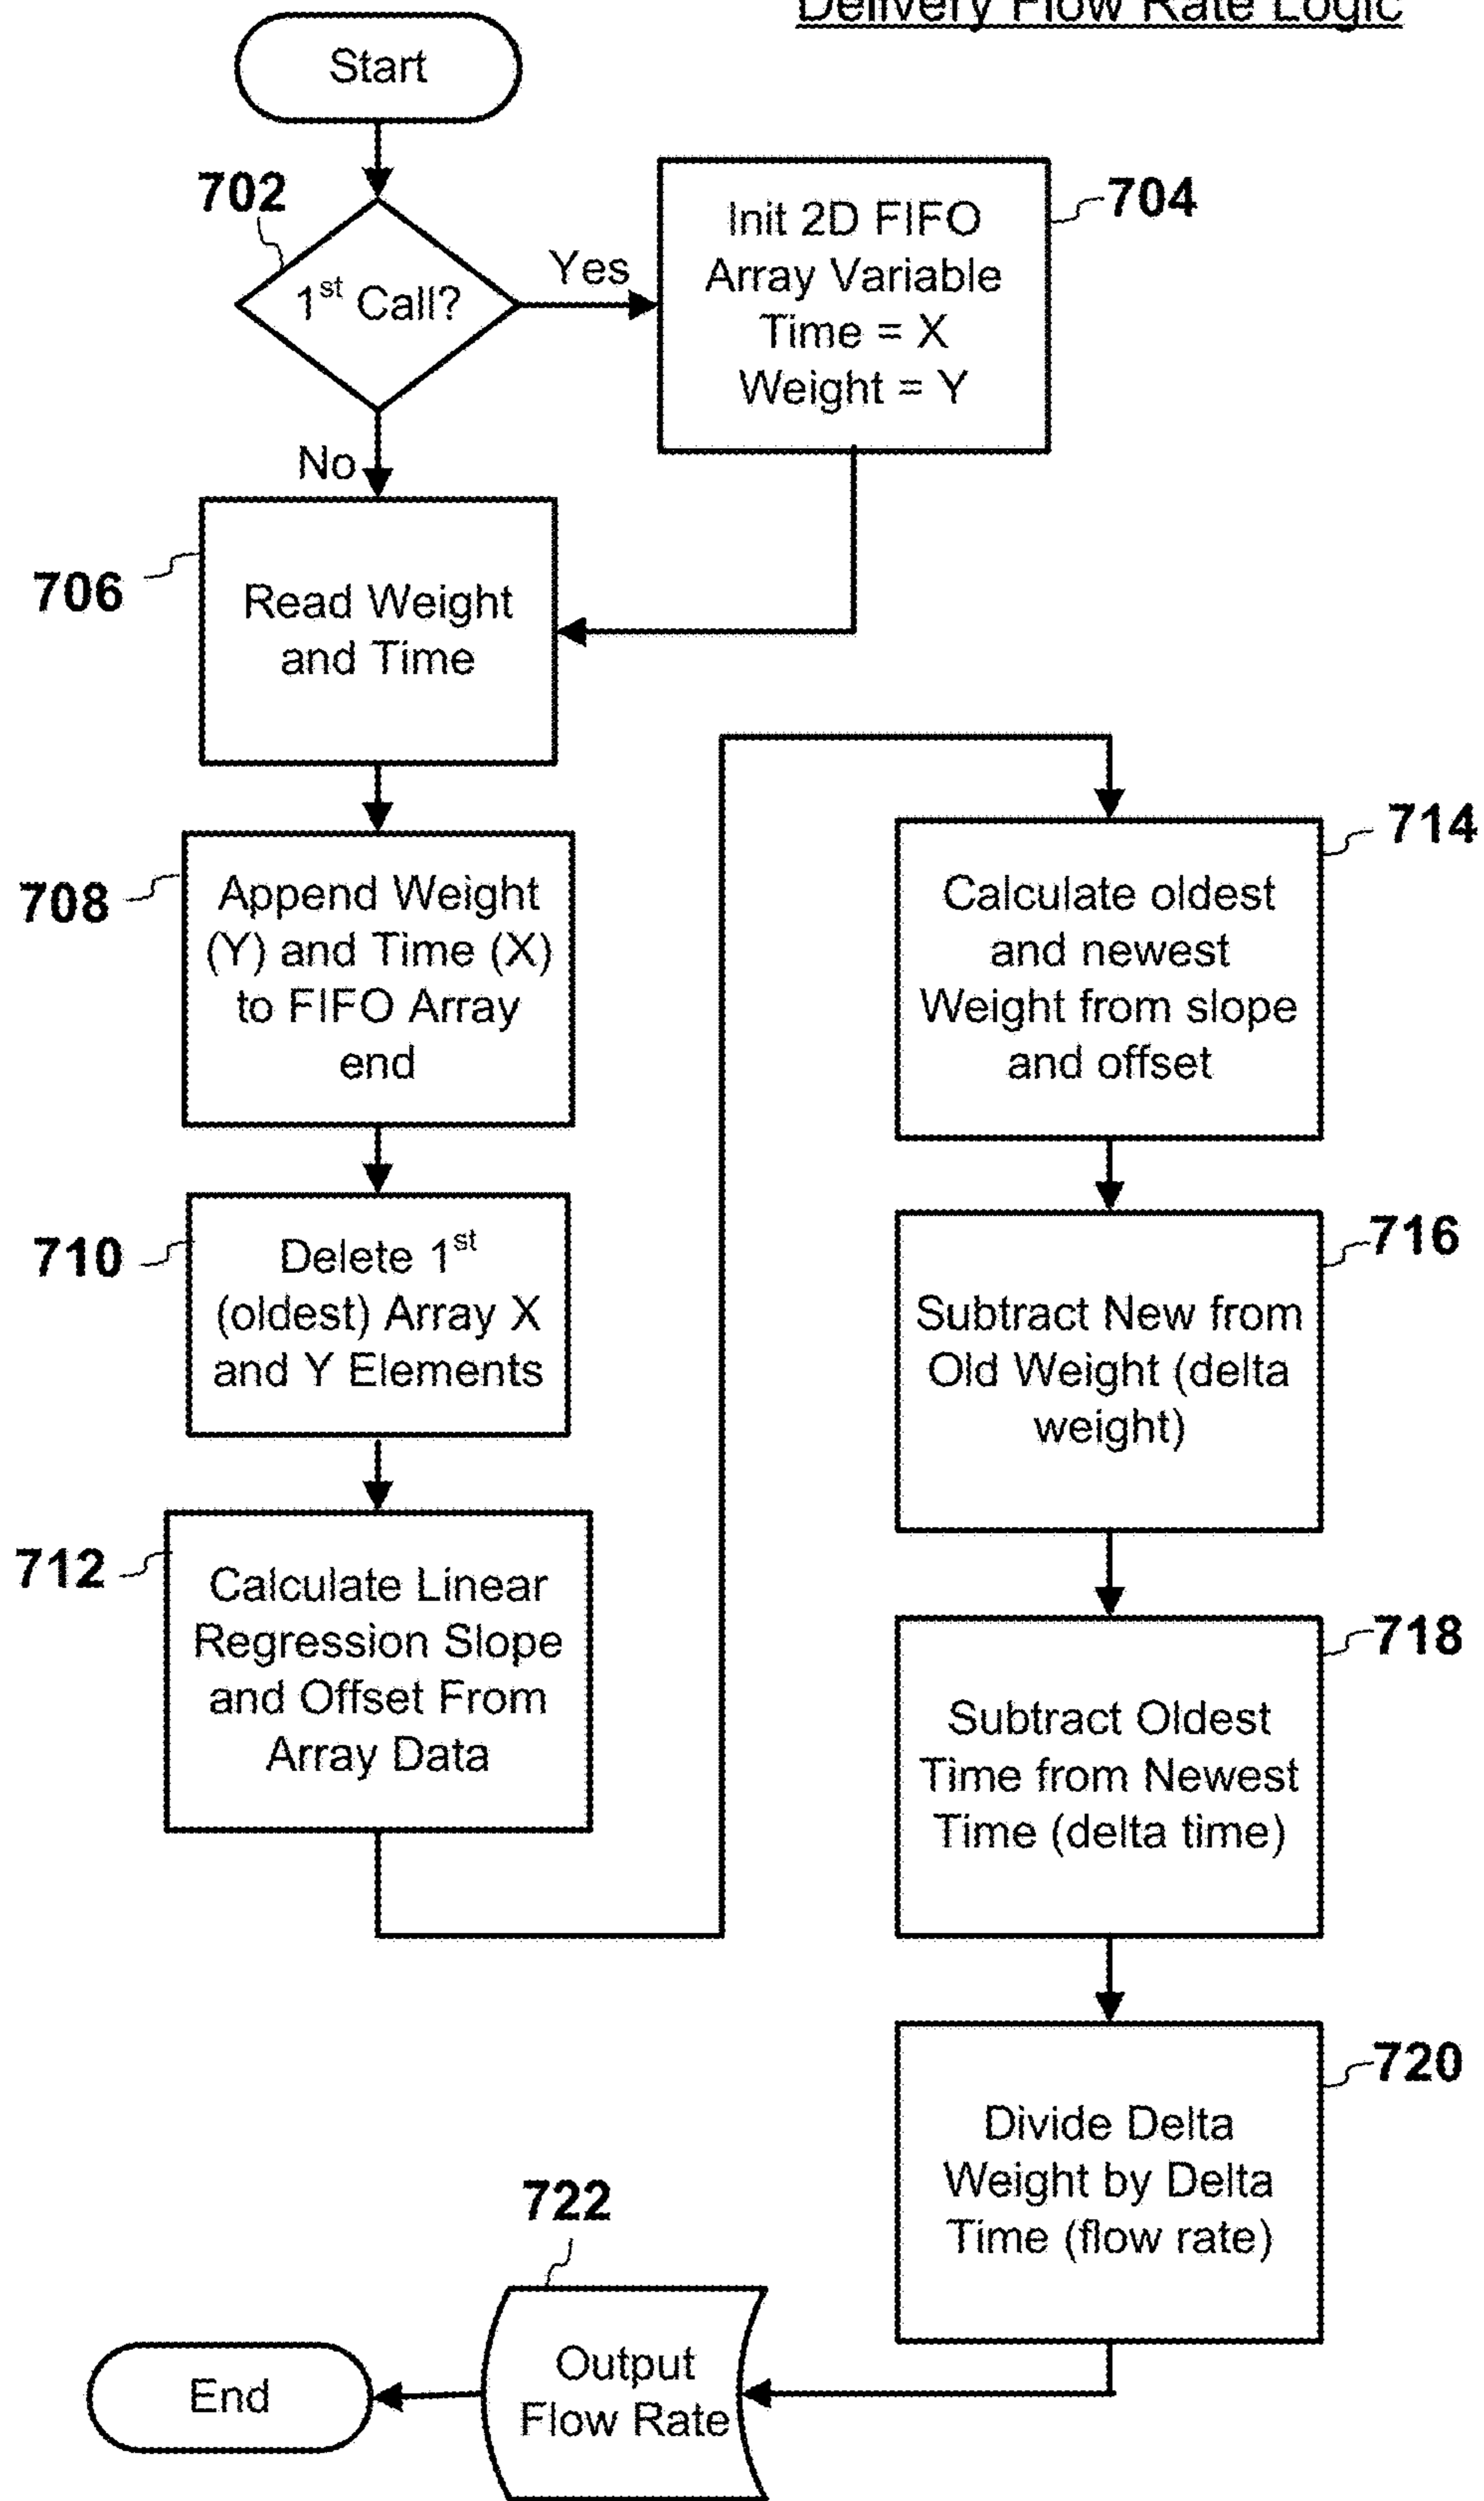 Delivery Flow Rate Logic
Start
702
1st Call?
Yes
704
Init 2D FIFO
Array Variable
Time = X
Weight = Y
No
706
Read Weight
and Time
708
Append Weight
(Y) and Time (X)
to FIFO Array
end
710
Delete 1st
(oldest) Array X
and Y Elements
712
Calculate Linear
Regression Slope
and Offset From
Array Data
714
Calculate oldest
and newest
Weight from slope
and offset
716
Subtract New from
Old Weight (delta
weight)
718
Subtract Oldest
Time from Newest
Time (delta time)
720
Divide Delta
Weight by Delta
Time (flow rate)
722
Output
Flow Rate
End